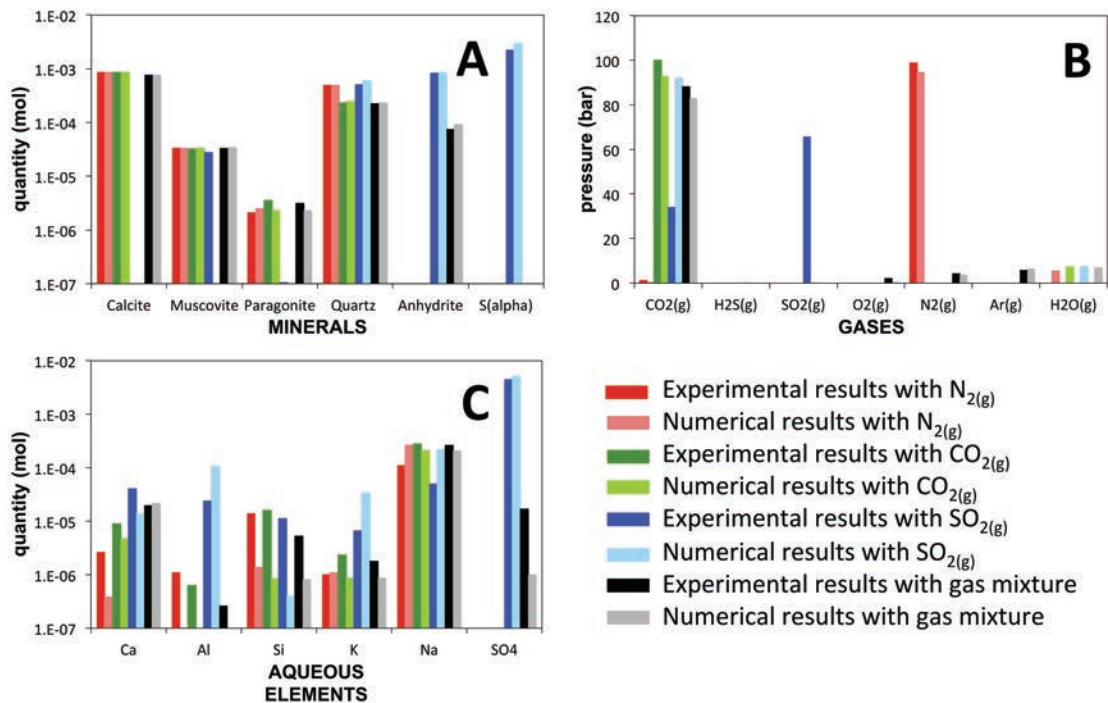 A
quantity (mol)
1.E-02
1.E-03
1.E-04
1.E-05
1.E-06
1.E-07
Calcite Muscovite Paragonite Quartz Anhydrite S(alpha)
MINERALS
B
pressure (bar)
120
100
80
60
40
20
0
CO2(g) H2S(g) SO2(g) O2(g) N2(g) Ar(g) H2O(g)
GASES
C
quantity (mol)
1.E-02
1.E-03
1.E-04
1.E-05
1.E-06
1.E-07
Ca Al Si K Na SO4
AQUEOUS
ELEMENTS
Experimental results with N2(g)
Numerical results with N2(g)
Experimental results with CO2(g)
Numerical results with CO2(g)
Experimental results with SO2(g)
Numerical results with SO2(g)
Experimental results with gas mixture
Numerical results with gas mixture